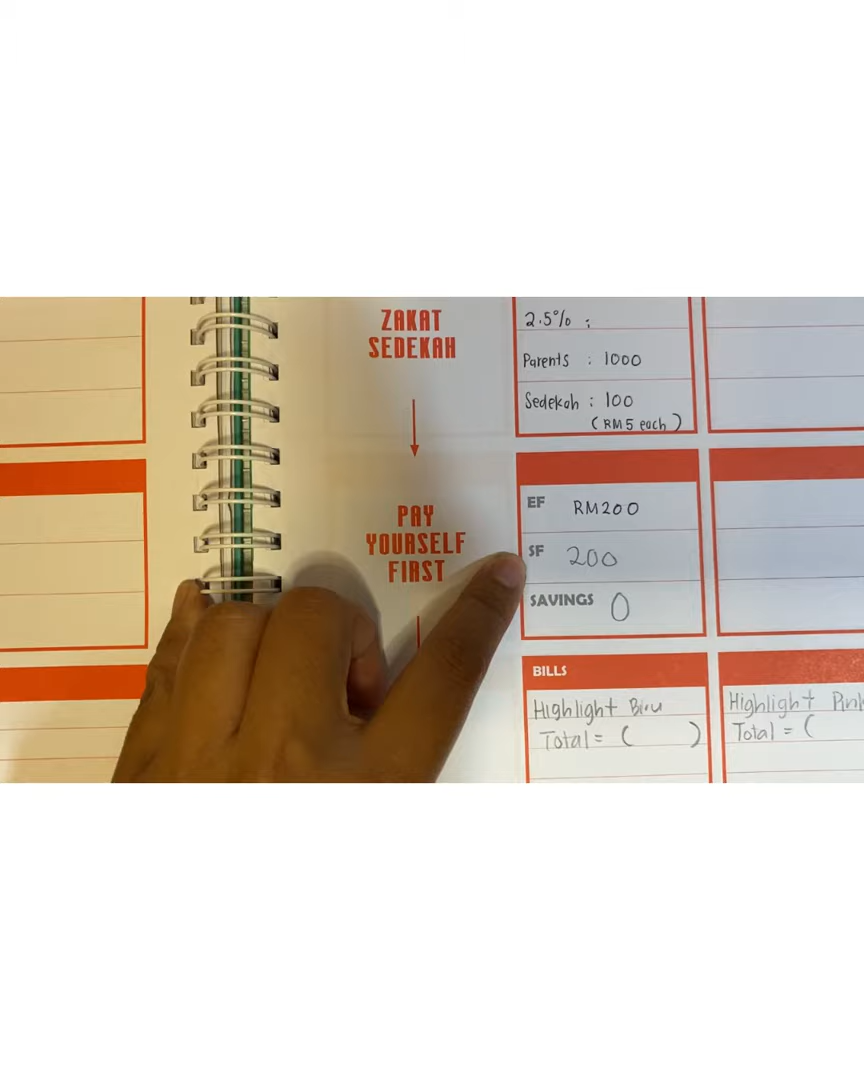 ZAKAT
SEDEKAH
2.5% :
Parents : 1000
Sedekah : 100
(RM5 each)
PAY
YOURSELF
FIRST
EF RM200
SF 200
SAVINGS 0
BILLS
Highlight Biru
Total = ( )
Highlight Pink
Total = (